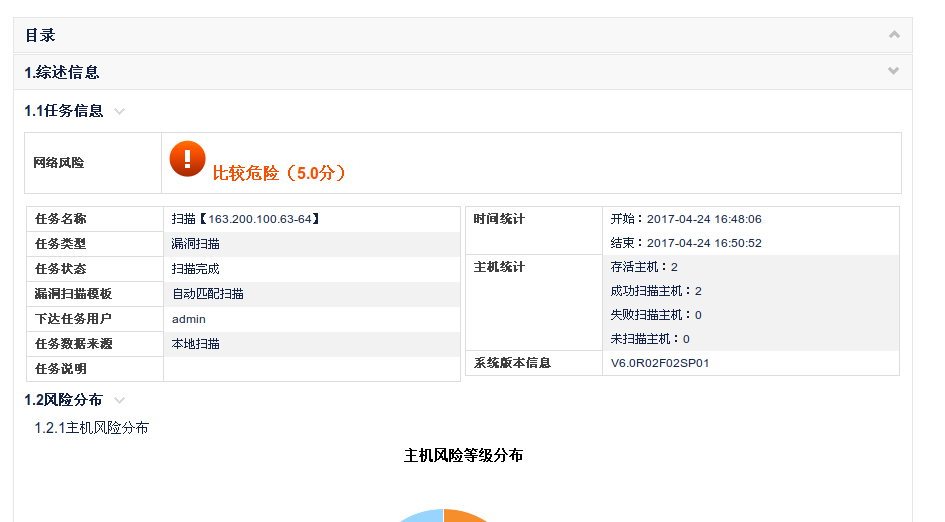 目录
1.综述信息
1.1任务信息
网络风险
比较危险（5.0分）
任务名称 扫描【163.200.100.63-64】
任务类型 漏洞扫描
任务状态 扫描完成
漏洞扫描模板 自动匹配扫描
下达任务用户 admin
任务数据来源 本地扫描
任务说明
时间统计 开始：2017-04-24 16:48:06
结束：2017-04-24 16:50:52
主机统计 存活主机：2
成功扫描主机：2
失败扫描主机：0
未扫描主机：0
系统版本信息 V6.0R02F02SP01
1.2风险分布
1.2.1主机风险分布
主机风险等级分布